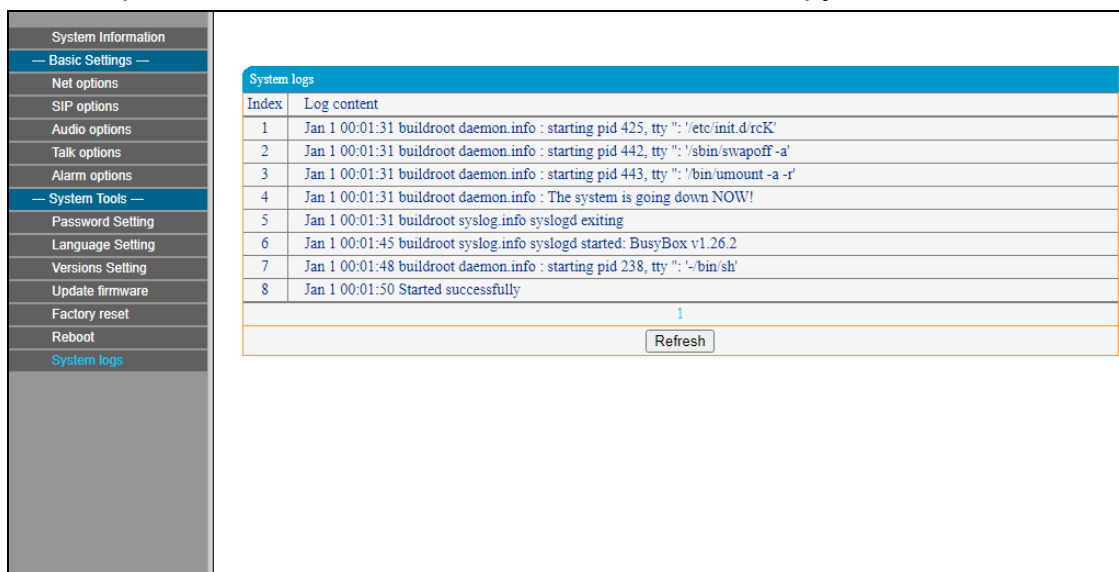 System Information
--- Basic Settings ---
Net options
SIP options
Audio options
Talk options
Alarm options
--- System Tools ---
Password Setting
Language Setting
Versions Setting
Update firmware
Factory reset
Reboot
System logs
System logs
Index Log content
1 Jan 1 00:01:31 buildroot daemon.info : starting pid 425, tty '': '/etc/init.d/rcK'
2 Jan 1 00:01:31 buildroot daemon.info : starting pid 442, tty '': '/sbin/swapoff -a'
3 Jan 1 00:01:31 buildroot daemon.info : starting pid 443, tty '': '/bin/umount -a -r'
4 Jan 1 00:01:31 buildroot daemon.info : The system is going down NOW!
5 Jan 1 00:01:31 buildroot syslog.info syslogd exiting
6 Jan 1 00:01:45 buildroot syslog.info syslogd started: BusyBox v1.26.2
7 Jan 1 00:01:48 buildroot daemon.info : starting pid 238, tty '': '-/bin/sh'
8 Jan 1 00:01:50 Started successfully
1
Refresh